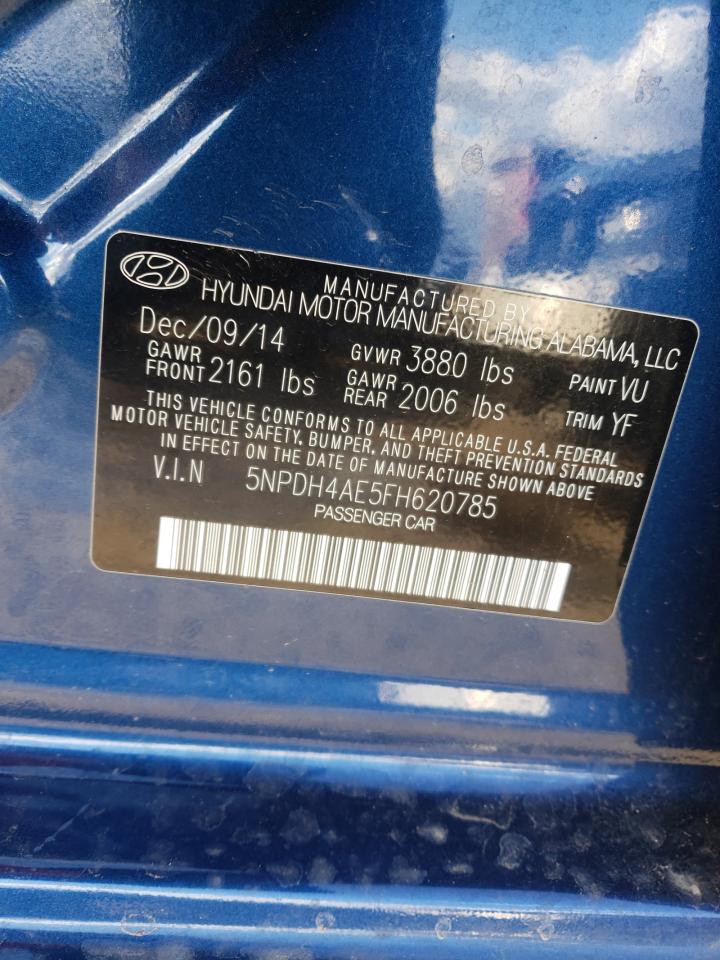 MANUFACTURED BY
HYUNDAI MOTOR MANUFACTURING ALABAMA, LLC
Dec/09/14 GVWR 3880 lbs PAINT VU
GAWR FRONT 2161 lbs GAWR REAR 2006 lbs TRIM YF
THIS VEHICLE CONFORMS TO ALL APPLICABLE U.S.A. FEDERAL
MOTOR VEHICLE SAFETY, BUMPER, AND THEFT PREVENTION STANDARDS
IN EFFECT ON THE DATE OF MANUFACTURE SHOWN ABOVE
V.I.N 5NPDH4AE5FH620785
PASSENGER CAR